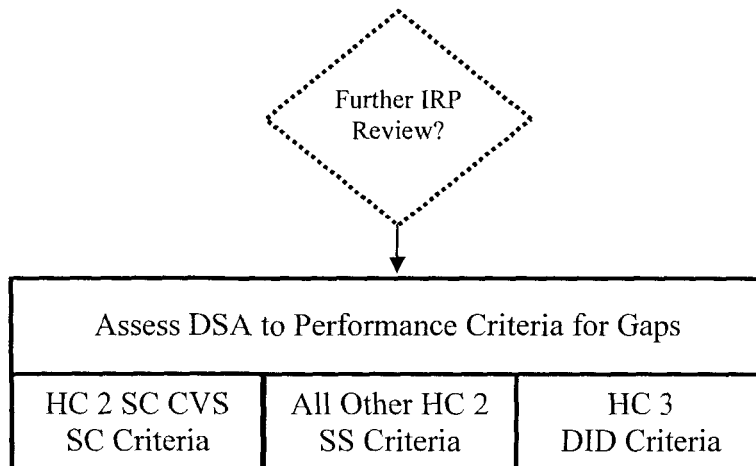 Further IRP
Review?
Assess DSA to Performance Criteria for Gaps
HC 2 SC CVS
SC Criteria
All Other HC 2
SS Criteria
HC 3
DID Criteria